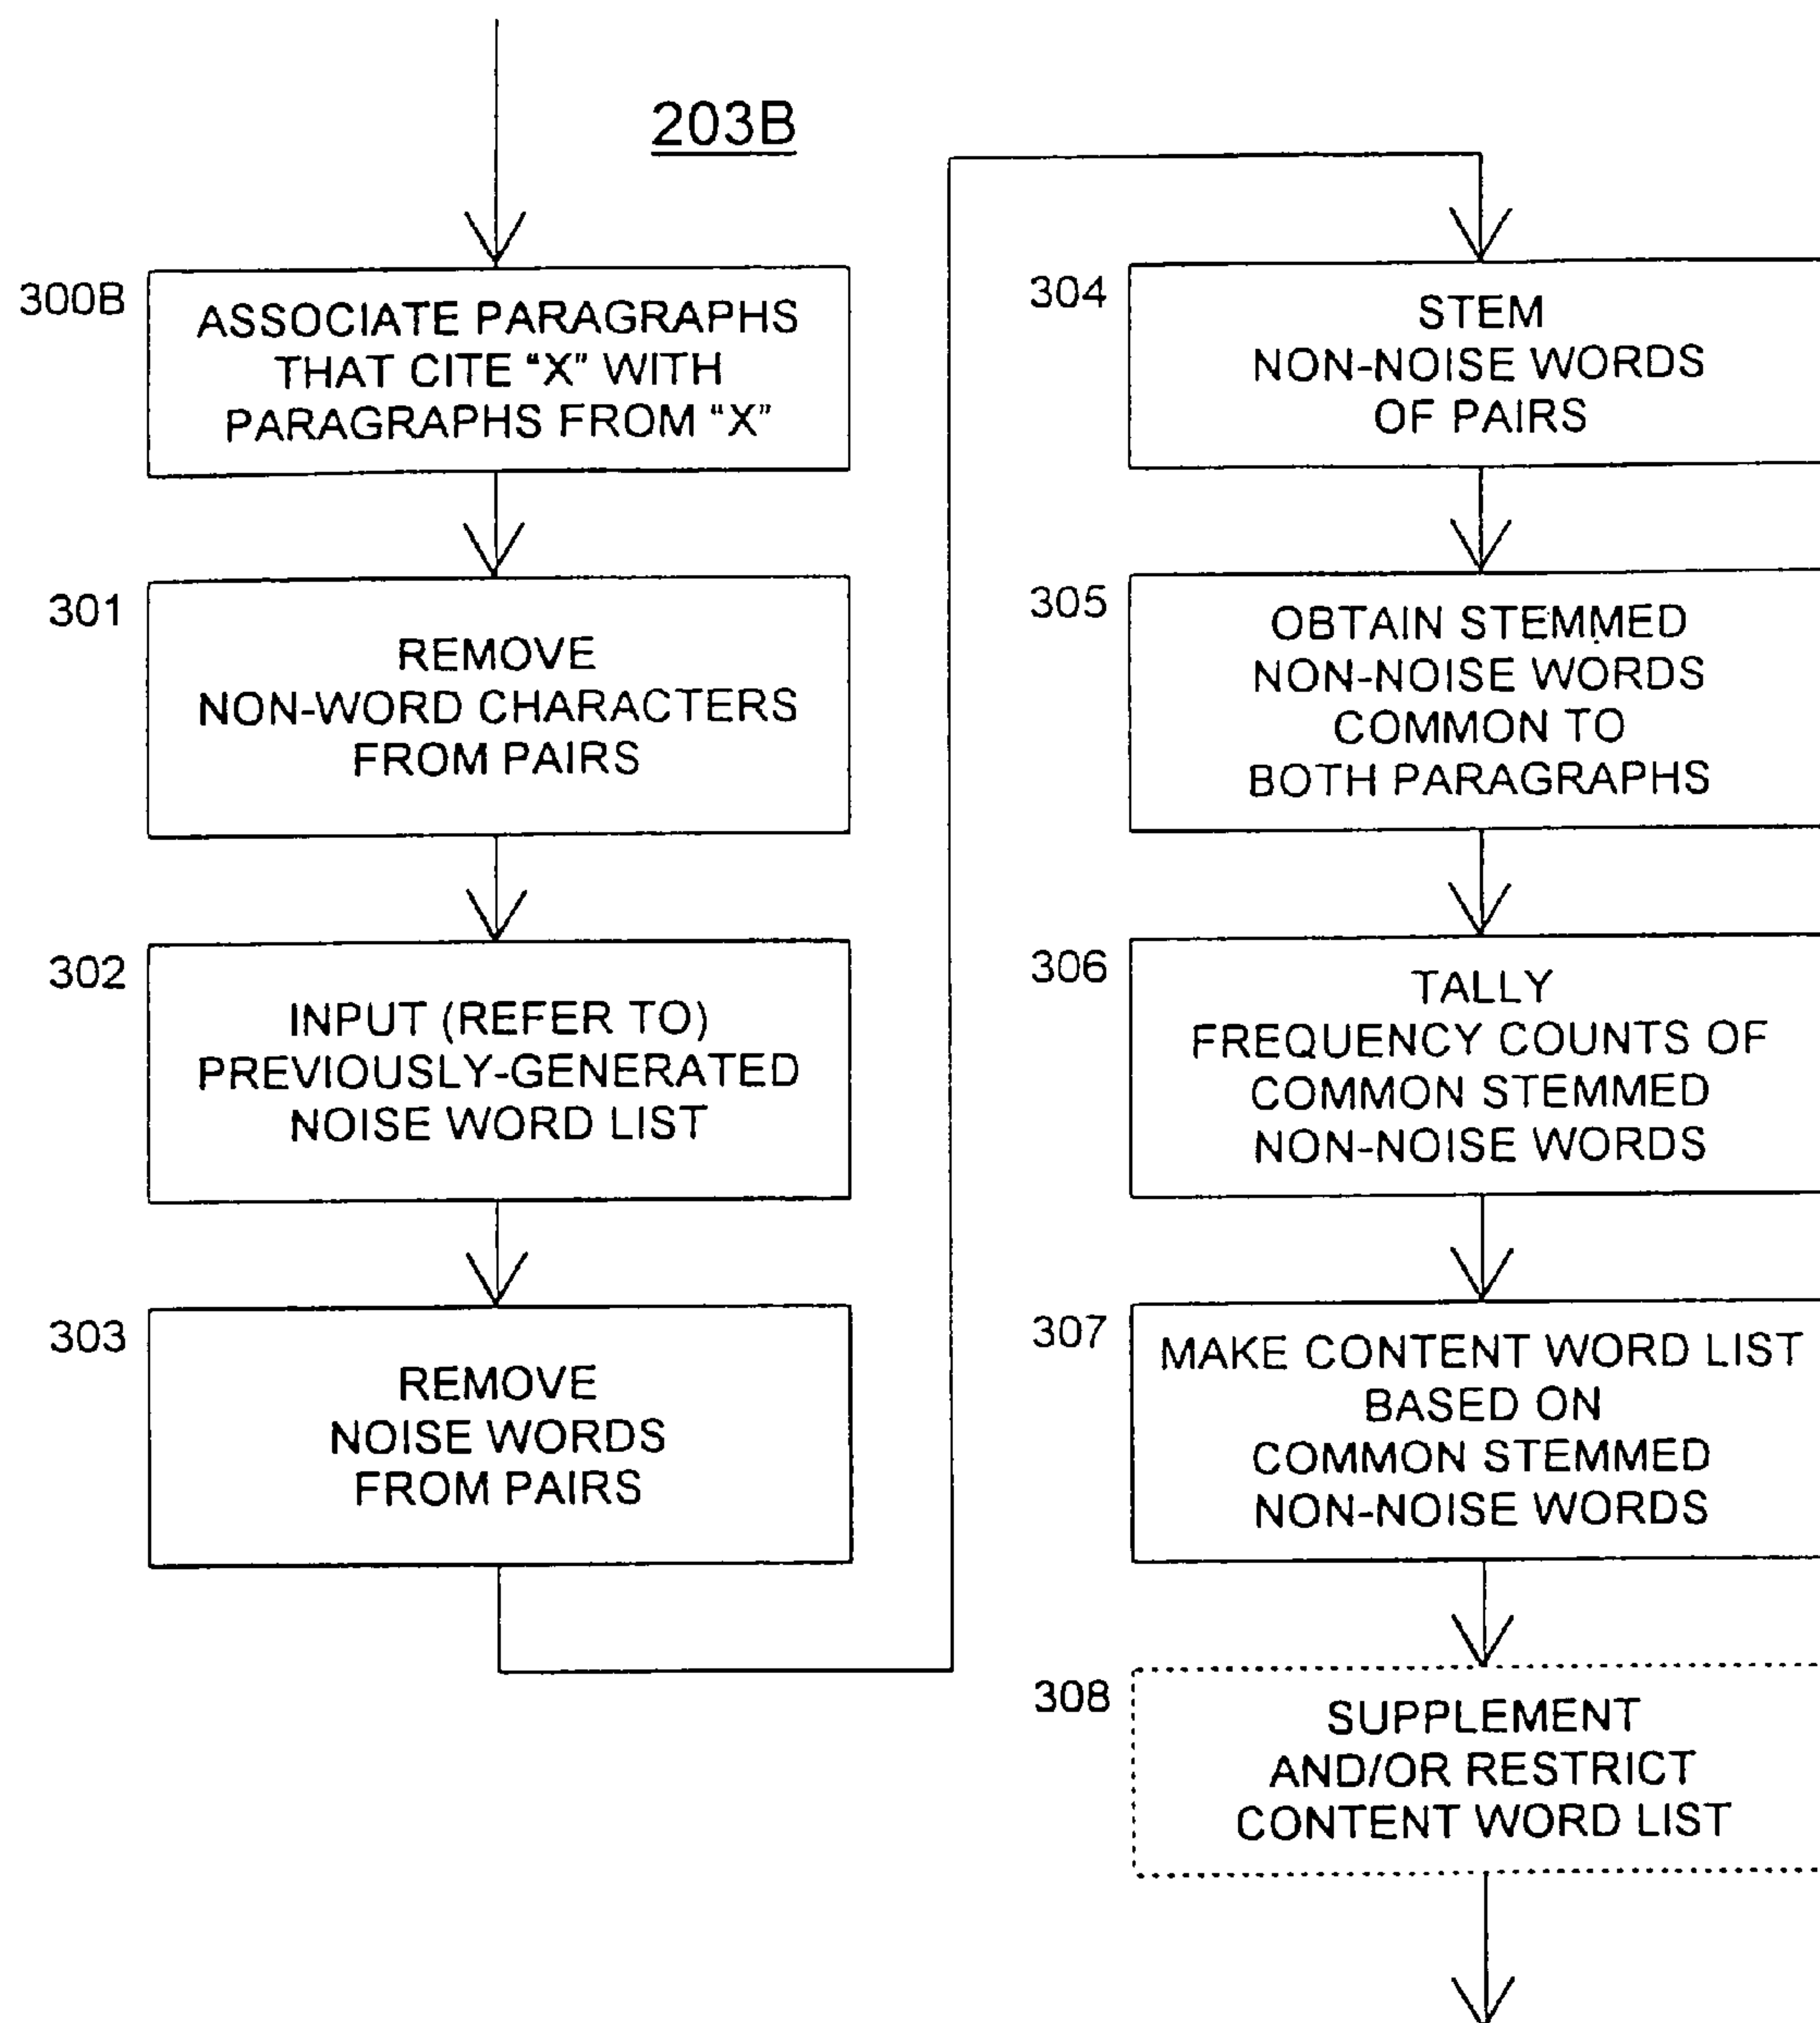 203B
300B
ASSOCIATE PARAGRAPHS
THAT CITE “X” WITH
PARAGRAPHS FROM “X”
301
REMOVE
NON-WORD CHARACTERS
FROM PAIRS
302
INPUT (REFER TO)
PREVIOUSLY-GENERATED
NOISE WORD LIST
303
REMOVE
NOISE WORDS
FROM PAIRS
304
STEM
NON-NOISE WORDS
OF PAIRS
305
OBTAIN STEMMED
NON-NOISE WORDS
COMMON TO
BOTH PARAGRAPHS
306
TALLY
FREQUENCY COUNTS OF
COMMON STEMMED
NON-NOISE WORDS
307
MAKE CONTENT WORD LIST
BASED ON
COMMON STEMMED
NON-NOISE WORDS
308
SUPPLEMENT
AND/OR RESTRICT
CONTENT WORD LIST